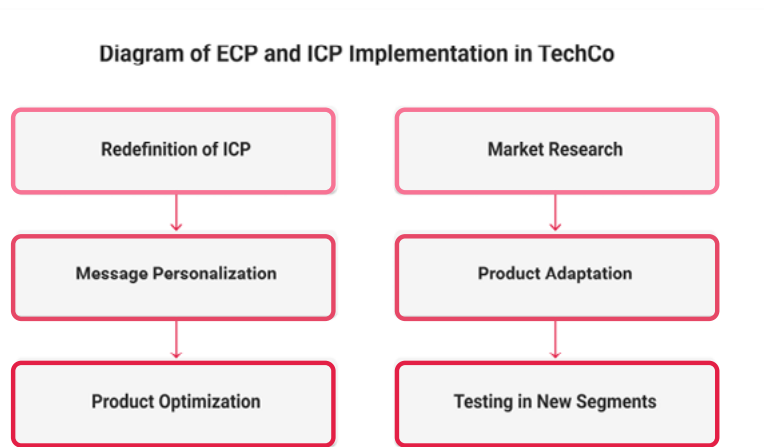 Diagram of ECP and ICP Implementation in TechCo
Redefinition of ICP
Market Research
Message Personalization
Product Adaptation
Product Optimization
Testing in New Segments